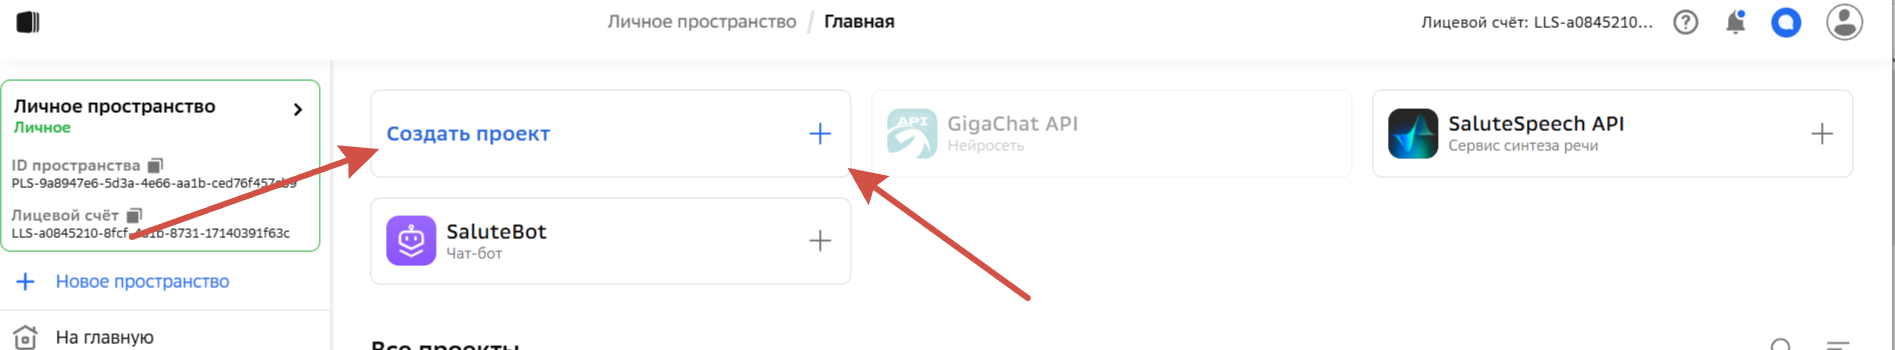 Личное пространство / Главная
Лицевой счёт: LLS-a0845210...
Личное пространство
Личное
ID пространства
PLS-9a8947e6-5d3a-4e66-aa1b-ced76f457
Лицевой счёт
LLS-a0845210-8fcf- -8731-17140391f63c
Новое пространство
На главную
Создать проект
API
GigaChat API
Нейросеть
SaluteSpeech API
Сервис синтеза речи
SaluteBot
Чат-бот
Все проекты